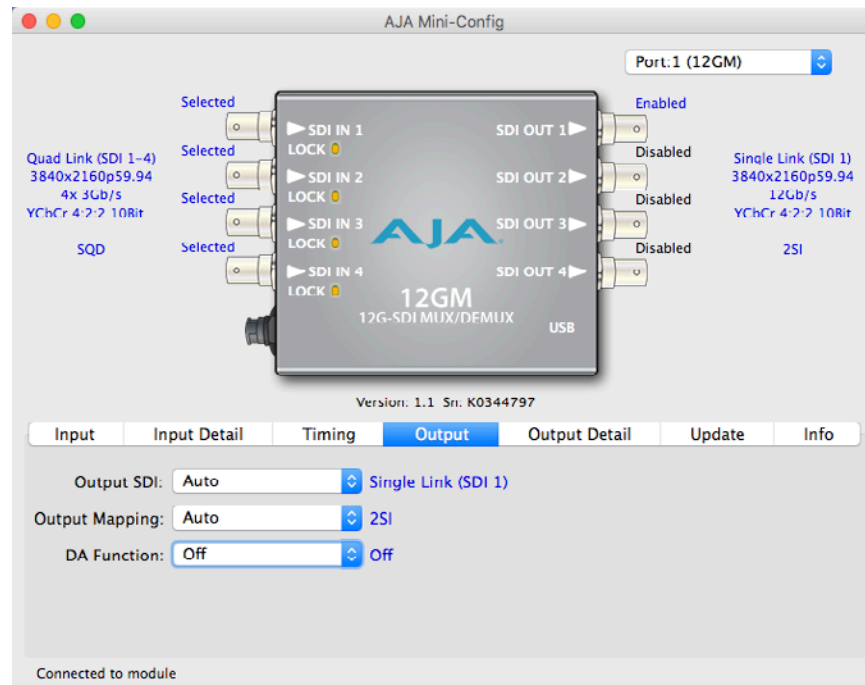 AJA Mini-Config
Port:1 (12GM)
Selected
Selected
Selected
Selected
Quad Link (SDI 1-4)
3840x2160p59.94
4x 3Gb/s
YCbCr 4:2:2 10Bit
SQD
SDI IN 1
LOCK
SDI IN 2
LOCK
SDI IN 3
LOCK
SDI IN 4
LOCK
SDI OUT 1
SDI OUT 2
SDI OUT 3
SDI OUT 4
AJA
12GM
12G-SDI MUX/DEMUX
USB
Enabled
Disabled
Disabled
Disabled
Single Link (SDI 1)
3840x2160p59.94
12Gb/s
YCbCr 4:2:2 10Bit
2SI
Version: 1.1 Sn: K0344797
Input Input Detail Timing Output Output Detail Update Info
Output SDI: Auto Single Link (SDI 1)
Output Mapping: Auto 2SI
DA Function: Off Off
Connected to module